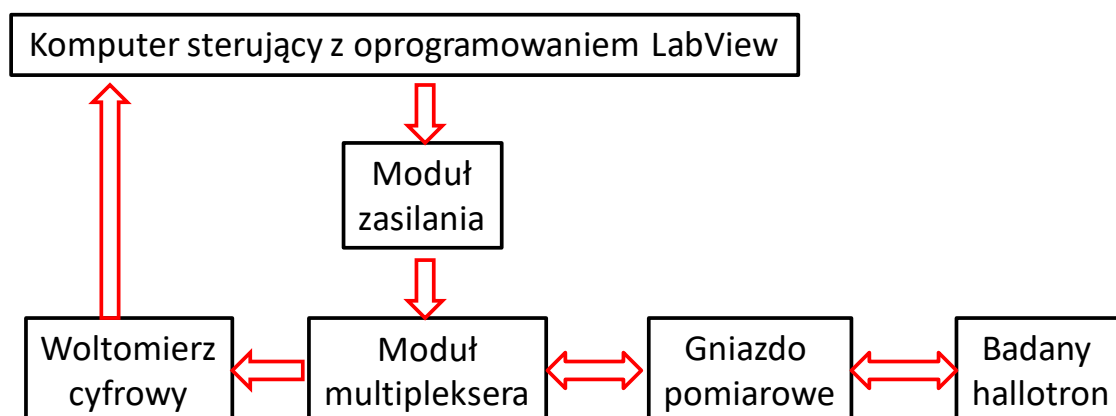 Komputer sterujący z oprogramowaniem LabView
Moduł
zasilania
Woltomierz
cyfrowy
Moduł
multipleksera
Gniazdo
pomiarowe
Badany
hallotron